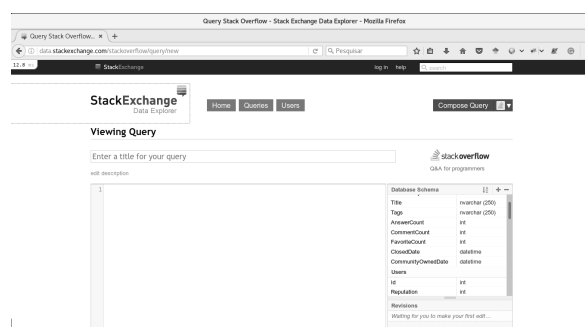 Query Stack Overflow - Stack Exchange Data Explorer - Mozilla Firefox
Query Stack Overflow... × +
data.stackexchange.com/stackoverflow/query/new
Pesquisar
12.8 ms
StackExchange
log in help search
StackExchange
Data Explorer
Home Queries Users
Compose Query
Viewing Query
Enter a title for your query
edit description
stackoverflow
Q&A for programmers
1
Database Schema
Title nvarchar (250)
Tags nvarchar (250)
AnswerCount int
CommentCount int
FavoriteCount int
ClosedDate datetime
CommunityOwnedDate datetime
Users
Id int
Reputation int
Revisions
Waiting for you to make your first edit...